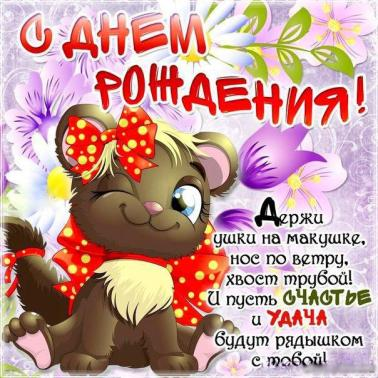 С ДНЕМ
РОЖДЕНИЯ!
Держи
ушки на макушке,
нос по ветру,
хвост трубой!
И пусть СЧАСТЬЕ
и УДАЧА
будут рядышком
с тобой!